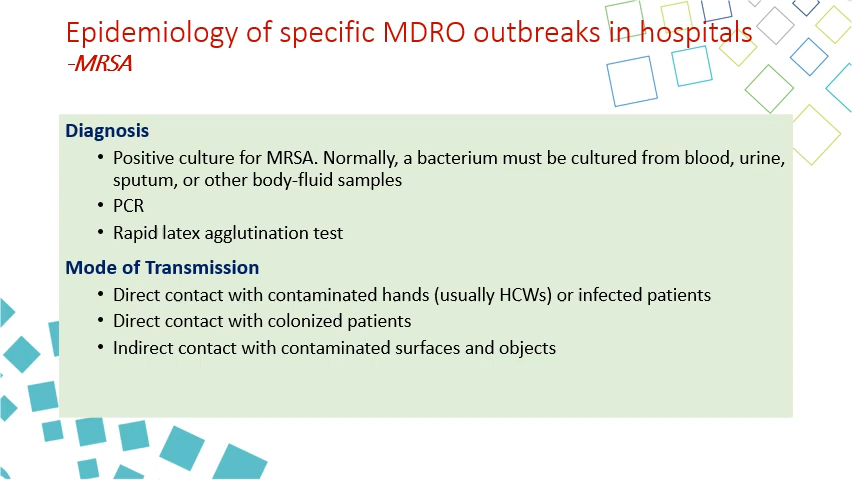 Epidemiology of specific MDRO outbreaks in hospitals
-MRSA
Diagnosis
• Positive culture for MRSA. Normally, a bacterium must be cultured from blood, urine,
sputum, or other body-fluid samples
• PCR
• Rapid latex agglutination test
Mode of Transmission
• Direct contact with contaminated hands (usually HCWs) or infected patients
• Direct contact with colonized patients
• Indirect contact with contaminated surfaces and objects